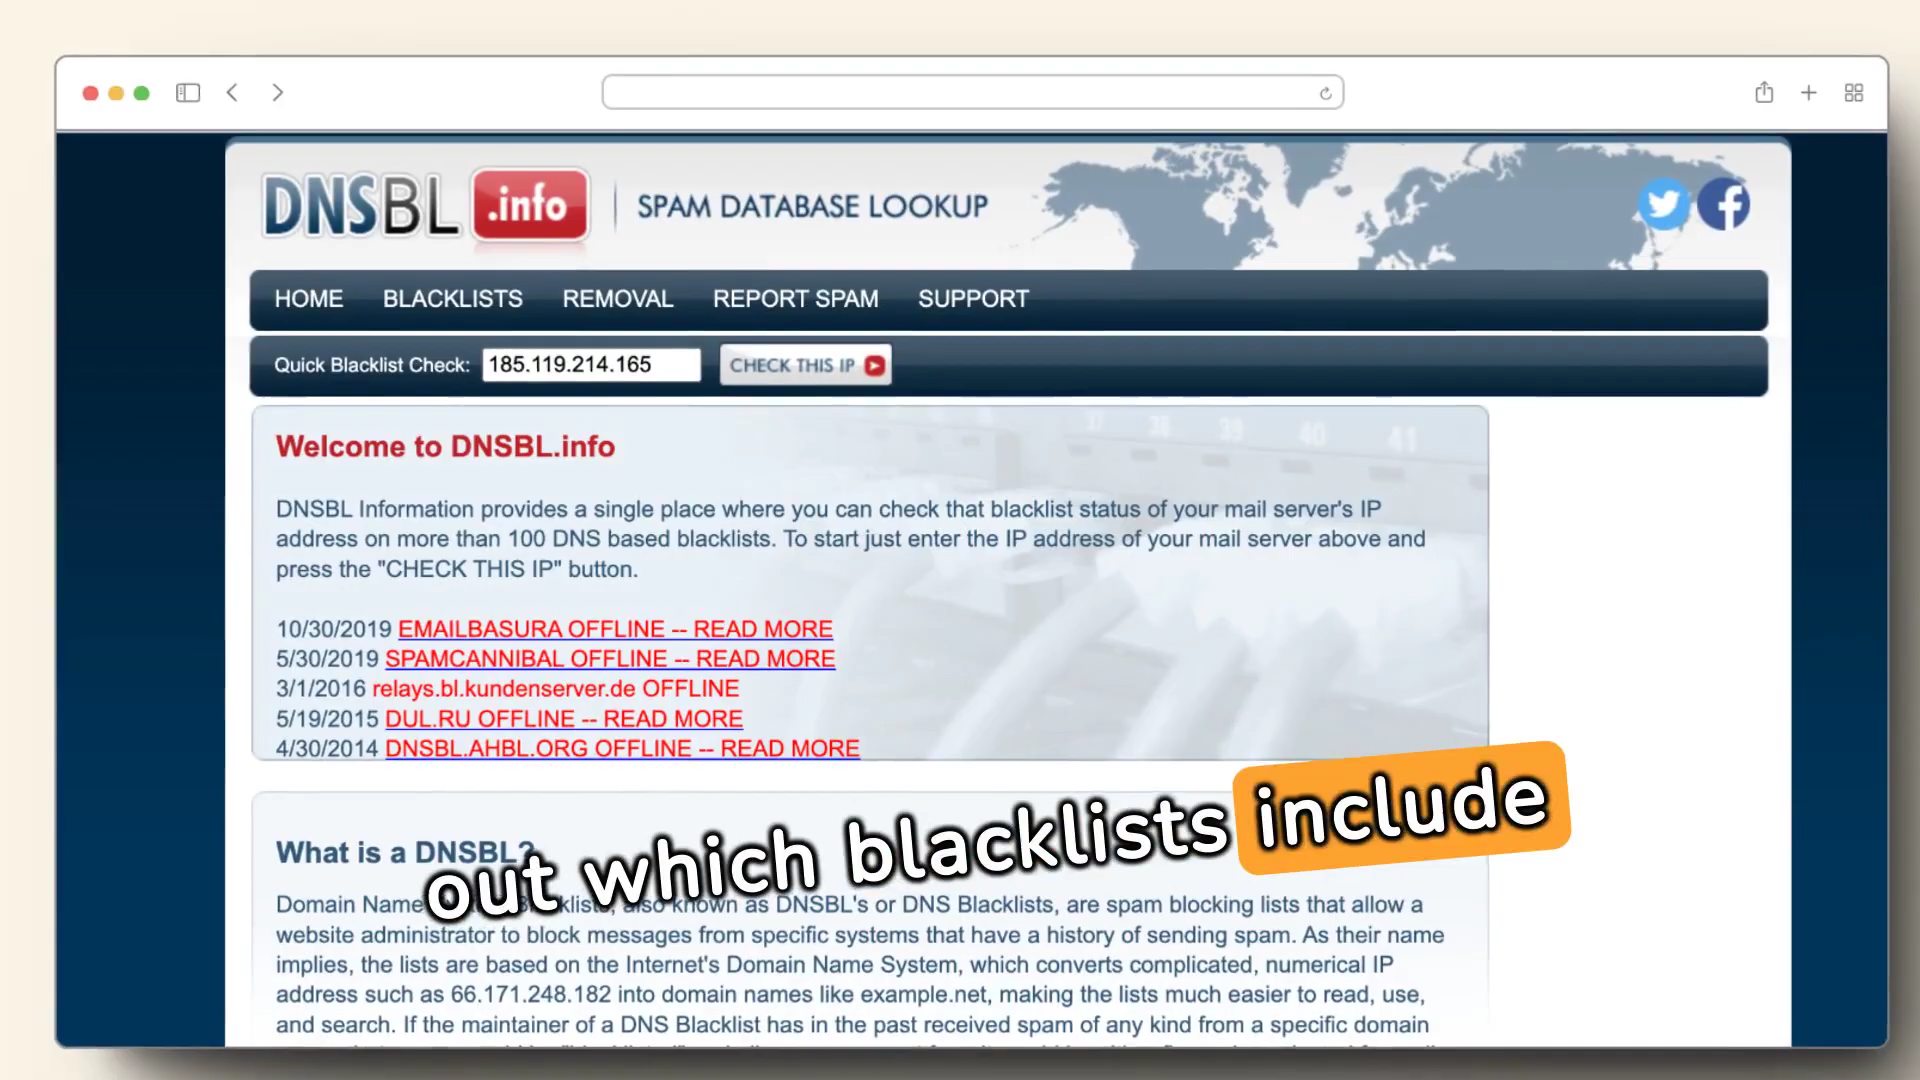 DNSBL .info SPAM DATABASE LOOKUP
HOME BLACKLISTS REMOVAL REPORT SPAM SUPPORT
Quick Blacklist Check: 185.119.214.165 CHECK THIS IP
37 38 39 40 41
Welcome to DNSBL.info
DNSBL Information provides a single place where you can check that blacklist status of your mail server's IP
address on more than 100 DNS based blacklists. To start just enter the IP address of your mail server above and
press the "CHECK THIS IP" button.
10/30/2019 EMAILBASURA OFFLINE -- READ MORE
5/30/2019 SPAMCANNIBAL OFFLINE -- READ MORE
3/1/2016 relays.bl.kundenserver.de OFFLINE
5/19/2015 DUL.RU OFFLINE -- READ MORE
4/30/2014 DNSBL.AHBL.ORG OFFLINE -- READ MORE
out which blacklists include
What is a DNSBL?
Domain Name also known as DNSBL's or DNS Blacklists, are spam blocking lists that allow a
website administrator to block messages from specific systems that have a history of sending spam. As their name
implies, the lists are based on the Internet's Domain Name System, which converts complicated, numerical IP
address such as 66.171.248.182 into domain names like example.net, making the lists much easier to read, use,
and search. If the maintainer of a DNS Blacklist has in the past received spam of any kind from a specific domain